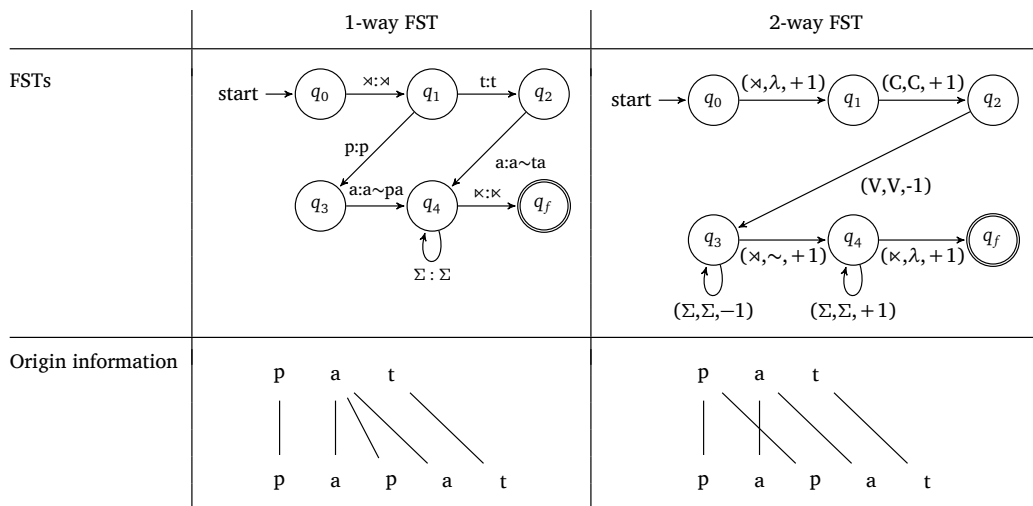 1-way FST 2-way FST
FSTs
start q0 ⋊:⋊ q1 t:t q2
p:p a:a~ta
q3 a:a~pa q4 ⋉:⋉ qf
Σ : Σ
start q0 (⋊,λ,+1) q1 (C,C,+1) q2
(V,V,-1)
q3 (⋊,~,+1) q4 (⋉,λ,+1) qf
(Σ,Σ,−1) (Σ,Σ,+1)
Origin information
p a t
p a p a t
p a t
p a p a t